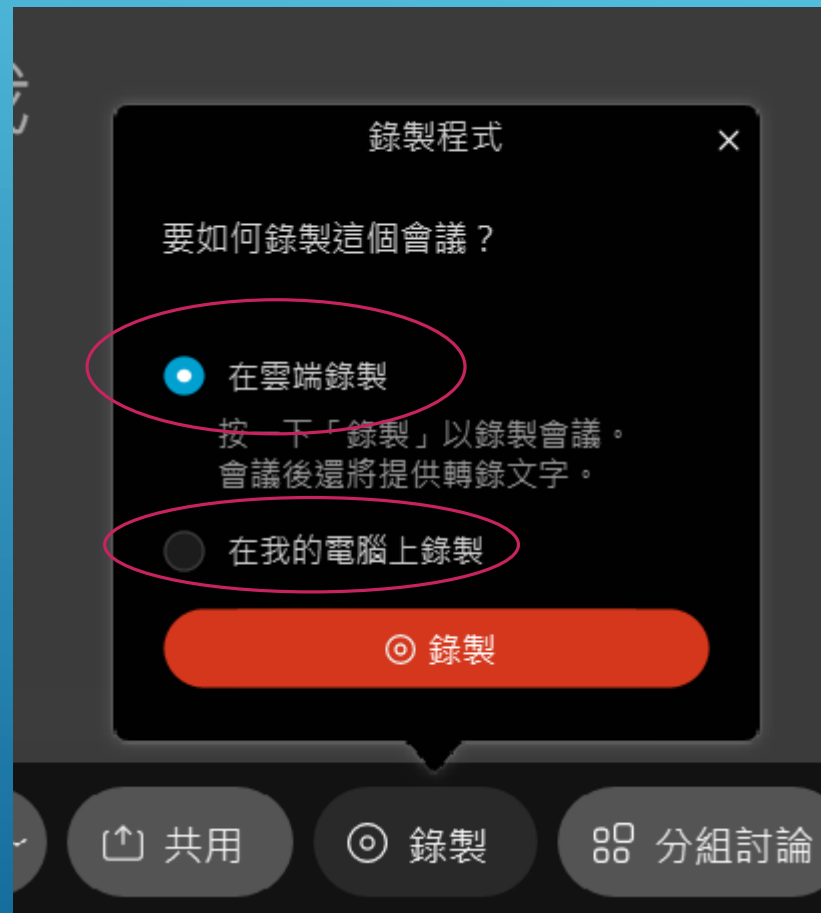 錄製程式
要如何錄製這個會議？
在雲端錄製
按一下「錄製」以錄製會議。
會議後還將提供轉錄文字。
在我的電腦上錄製
錄製
共用
錄製
分組討論